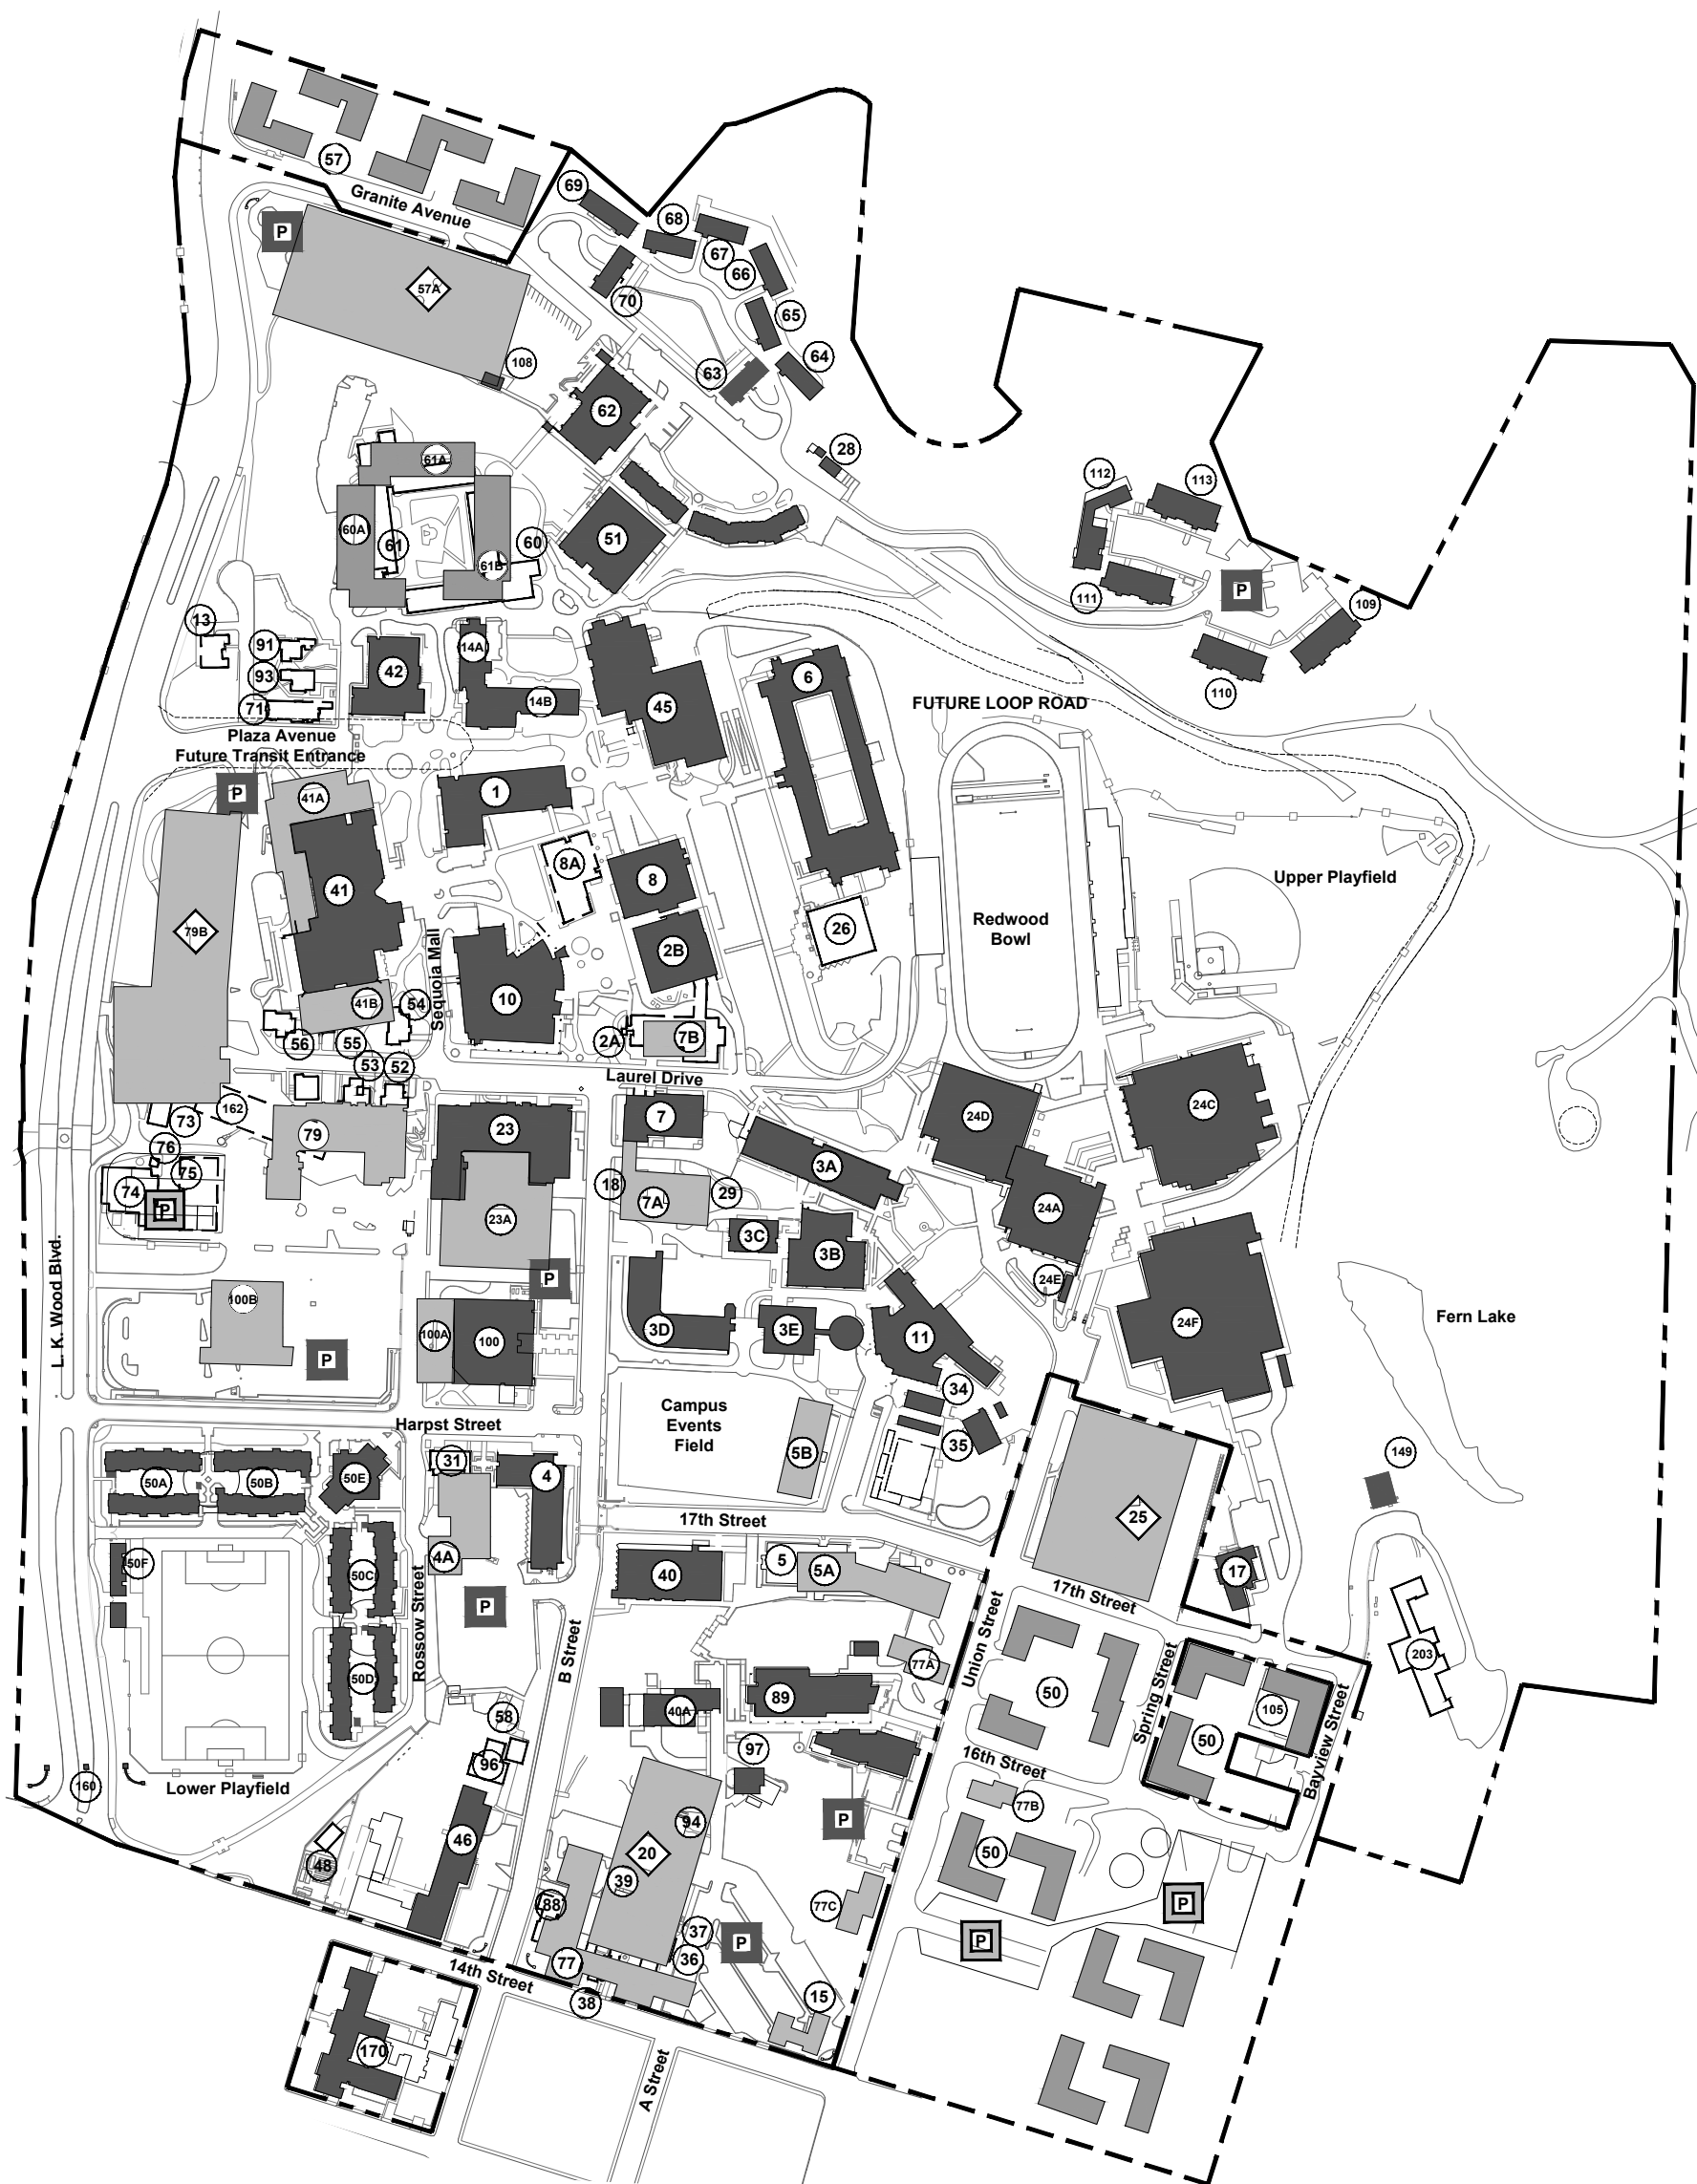 57
Granite Avenue
P
57A
69
68
67
66
70
65
64
63
108
62
28
61A
60A
61
61B
60
51
112
113
111
P
109
110
13
91
93
71
42
14A
14B
45
6
FUTURE LOOP ROAD
Plaza Avenue
Future Transit Entrance
P
41A
1
8A
8
41
79B
Sequoia Mall
10
2B
26
Redwood
Bowl
Upper Playfield
41B
54
56
55
53
52
2A
7B
Laurel Drive
162
73
76
75
74
P
79
23
7
24D
24C
3A
18
7A
29
23A
24A
3C
3B
24E
L. K. Wood Blvd.
P
100B
P
100A
100
3D
3E
11
24F
Fern Lake
34
35
Harpst Street
Campus
Events
Field
5B
50A
50B
50E
31
4
149
17th Street
25
50F
50C
4A
40
5
5A
17
17th Street
P
Rossow Street
B Street
50D
77A
Union Street
Spring Street
203
58
40A
89
50
105
50
Bayview Street
96
97
16th Street
77B
160
Lower Playfield
46
94
P
48
39
20
50
88
77C
P
P
37
36
P
77
14th Street
38
15
170
A Street